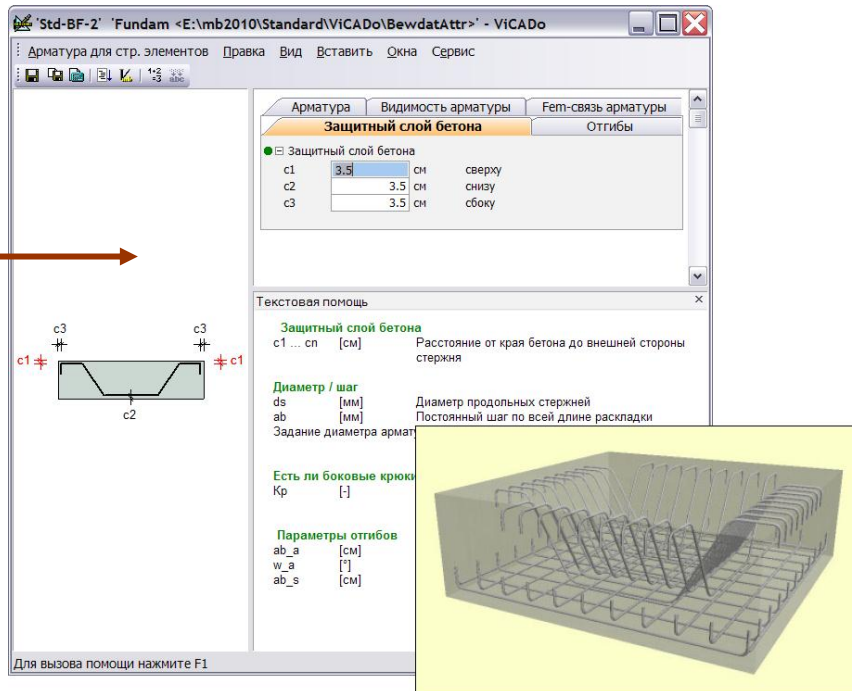 'Std-BF-2' 'Fundam <E:\mb2010\Standard\ViCADo\BewdatAttr>' - ViCADo
Арматура для стр. элементов Правка Вид Вставить Окна Сервис
Арматура Видимость арматуры Fem-связь арматуры
Защитный слой бетона Отгибы
Защитный слой бетона
c1 3.5 см сверху
c2 3.5 см снизу
c3 3.5 см сбоку
Текстовая помощь
Защитный слой бетона
c1 ... cn [см] Расстояние от края бетона до внешней стороны
стержня
Диаметр / шаг
ds [мм] Диаметр продольных стержней
ab [мм] Постоянный шаг по всей длине раскладки
Задание диаметра
Есть ли боковые
Кр [-]
Параметры отгибов
ab_a [см]
w_a [°]
ab_s [см]
c3 c3
c1 c1
c2
Для вызова помощи нажмите F1